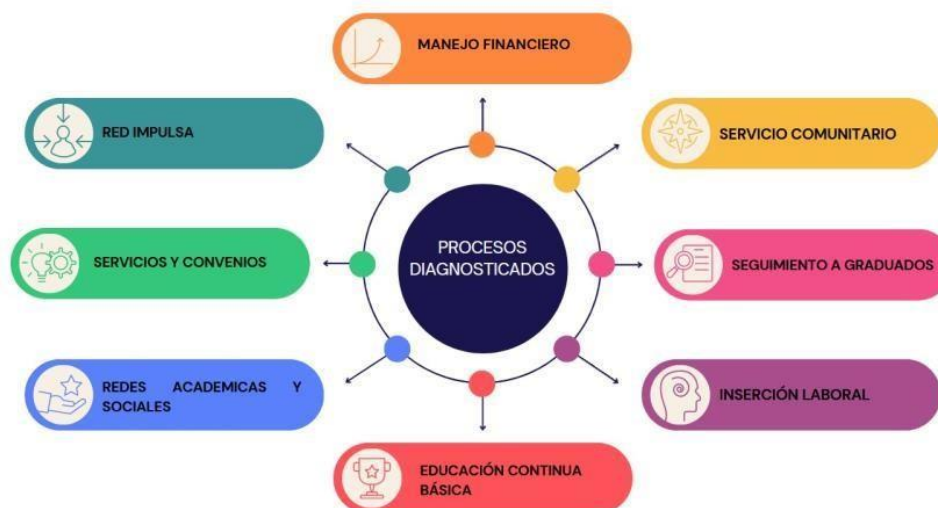 MANEJO FINANCIERO
RED IMPULSA
SERVICIO COMUNITARIO
PROCESOS
DIAGNOSTICADOS
SERVICIOS Y CONVENIOS
SEGUIMIENTO A GRADUADOS
REDES ACADEMICAS Y
SOCIALES
INSERCIÓN LABORAL
EDUCACIÓN CONTINUA
BÁSICA